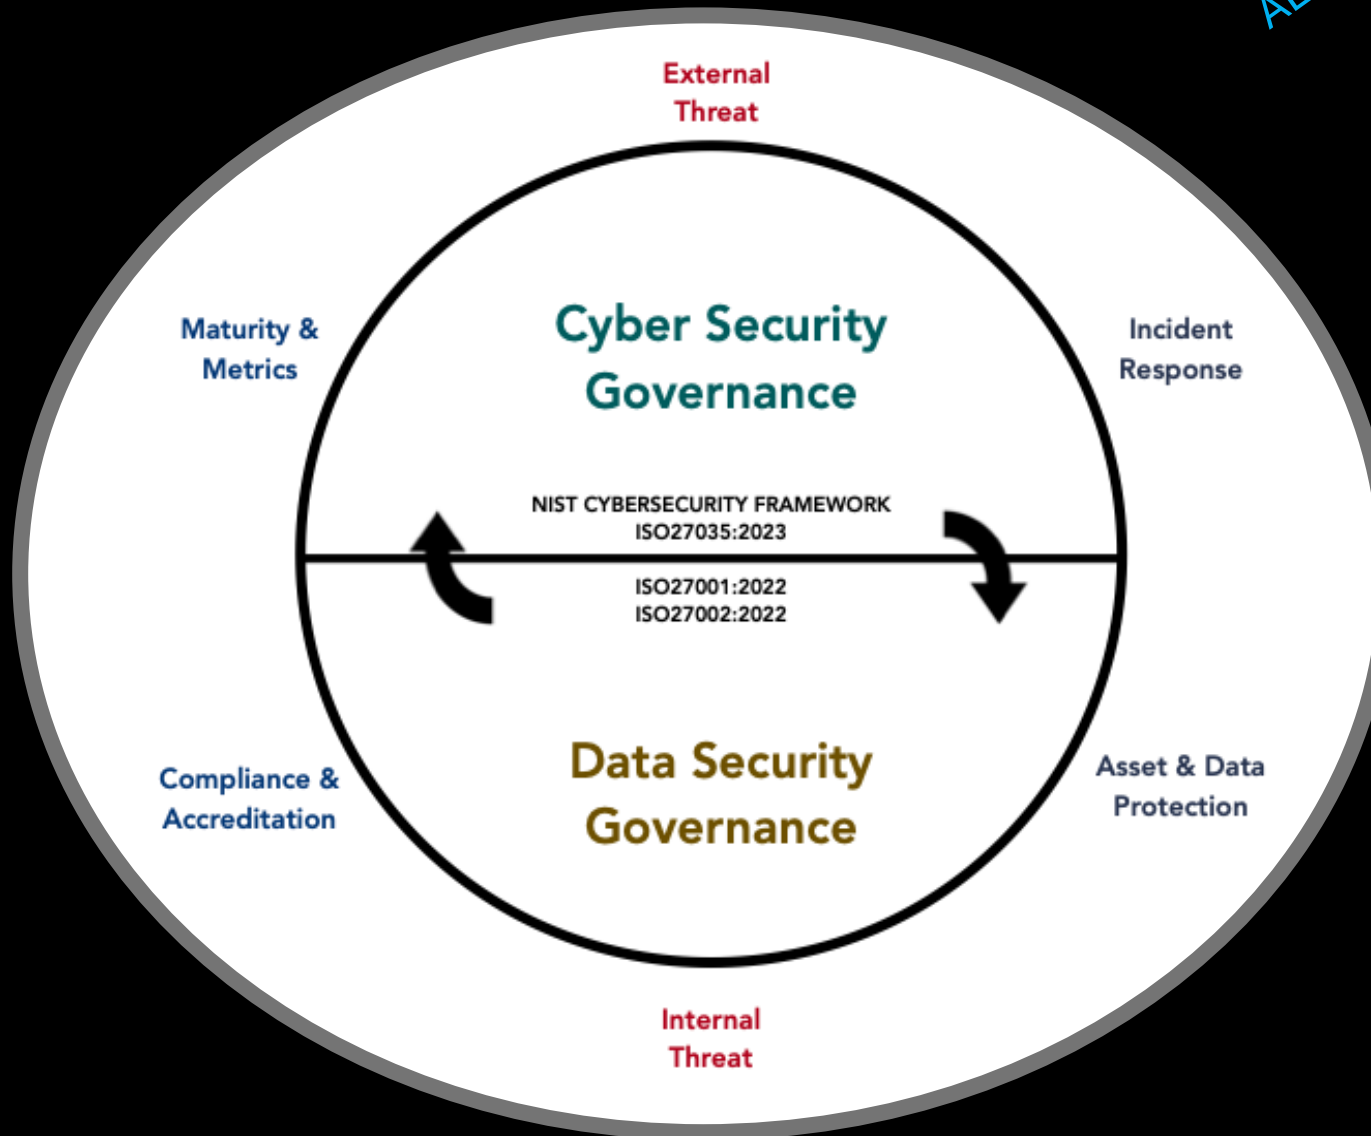 External
Threat
Maturity &
Metrics
Cyber Security
Governance
Incident
Response
NIST CYBERSECURITY FRAMEWORK
ISO27035:2023
ISO27001:2022
ISO27002:2022
Data Security
Governance
Compliance &
Accreditation
Asset & Data
Protection
Internal
Threat